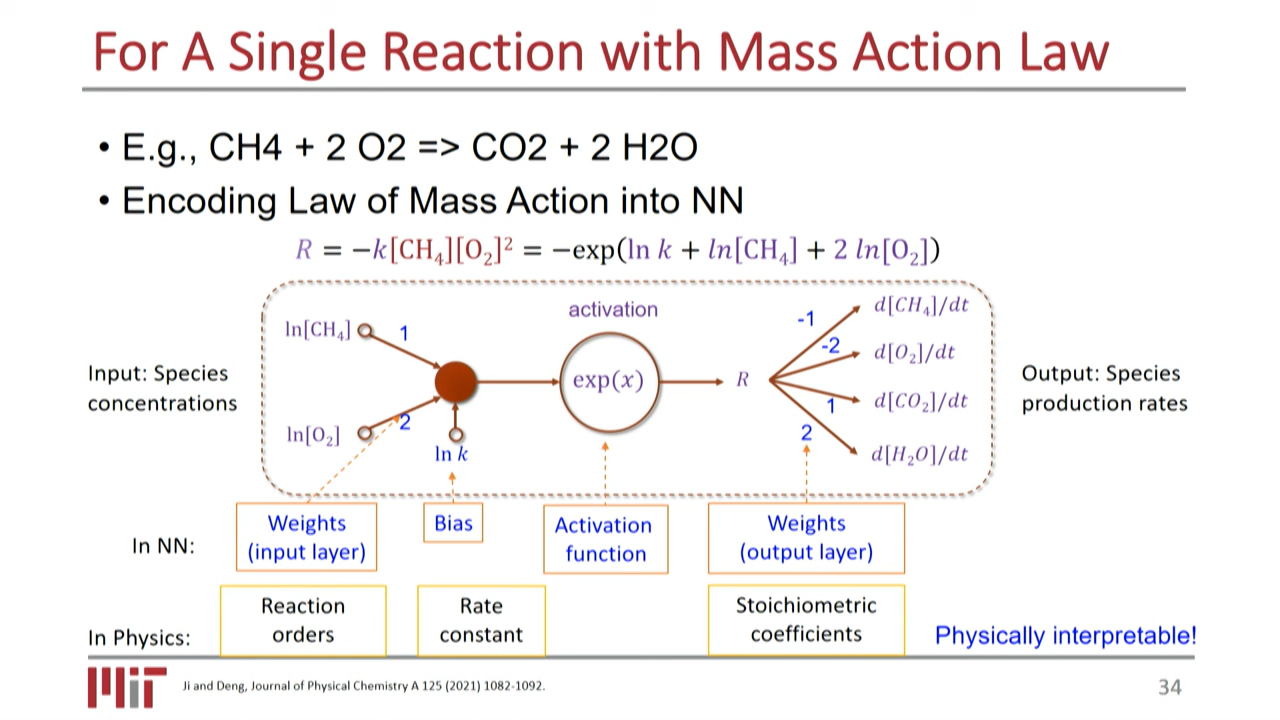 For A Single Reaction with Mass Action Law
• E.g., CH4 + 2 O2 => CO2 + 2 H2O
• Encoding Law of Mass Action into NN
R = −k[CH₄][O₂]² = −exp(ln k + ln[CH₄] + 2 ln[O₂])
activation
ln[CH₄]
1
ln[O₂]
2
ln k
exp(x)
R
-1
-2
1
2
d[CH₄]/dt
d[O₂]/dt
d[CO₂]/dt
d[H₂O]/dt
Input: Species
concentrations
Output: Species
production rates
In NN:
Weights
(input layer)
Bias
Activation
function
Weights
(output layer)
In Physics:
Reaction
orders
Rate
constant
Stoichiometric
coefficients
Physically interpretable!
MIT
Ji and Deng, Journal of Physical Chemistry A 125 (2021) 1082-1092.
34